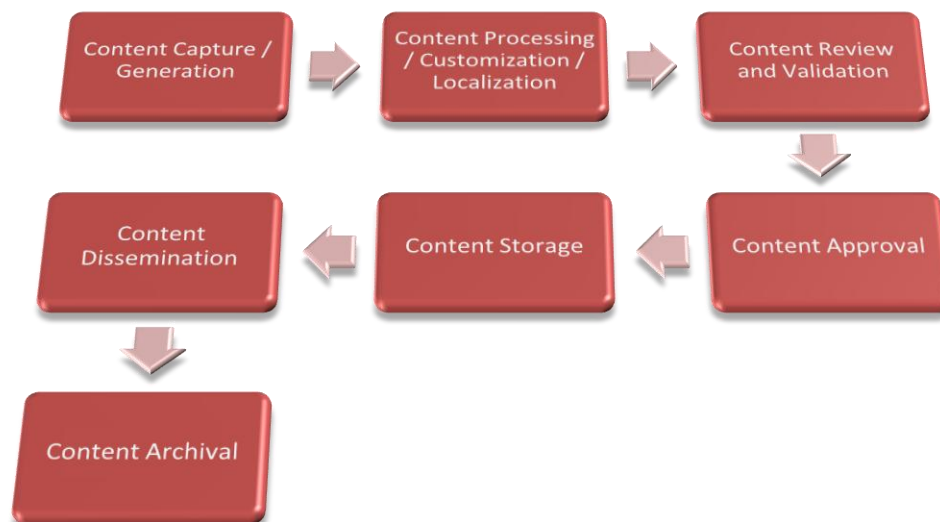 Content Capture /
Generation
Content Processing
/ Customization /
Localization
Content Review
and Validation
Content Approval
Content Storage
Content
Dissemination
Content Archival